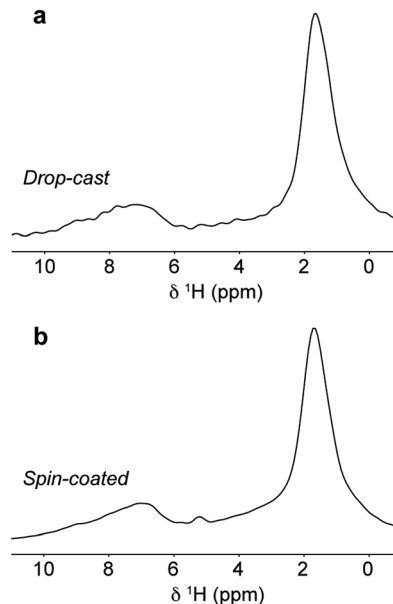 a
Drop-cast
10 8 6 4 2 0
δ ¹H (ppm)
b
Spin-coated
10 8 6 4 2 0
δ ¹H (ppm)